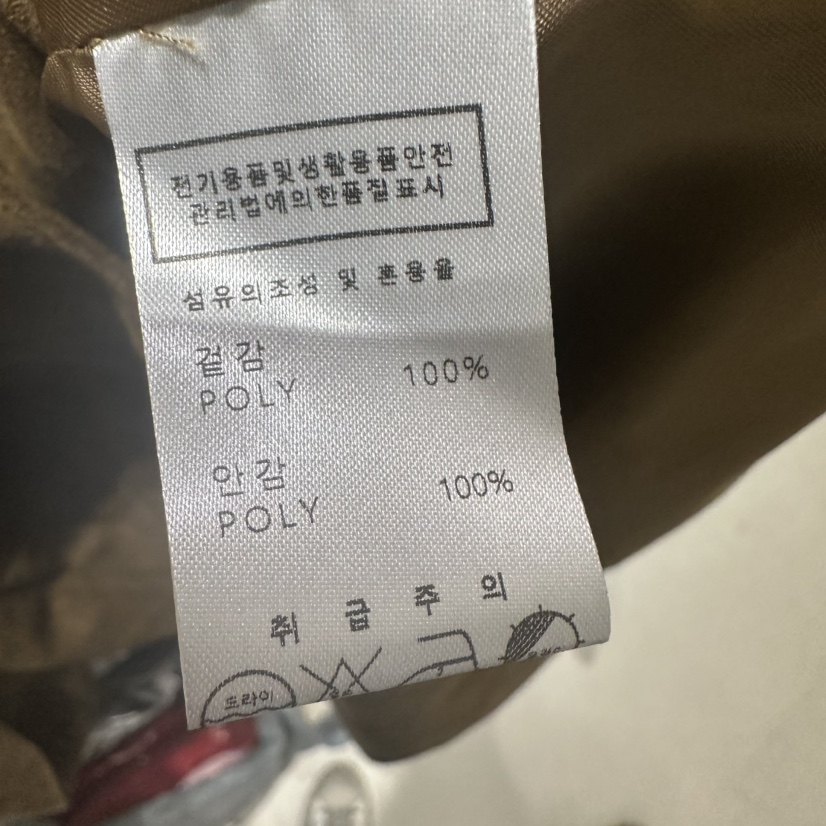 전기용품및생활용품안전
관리법에의한품질표시
섬유의조성 및 혼용율
겉감
POLY 100%
안감
POLY 100%
취 급 주 의
드라이